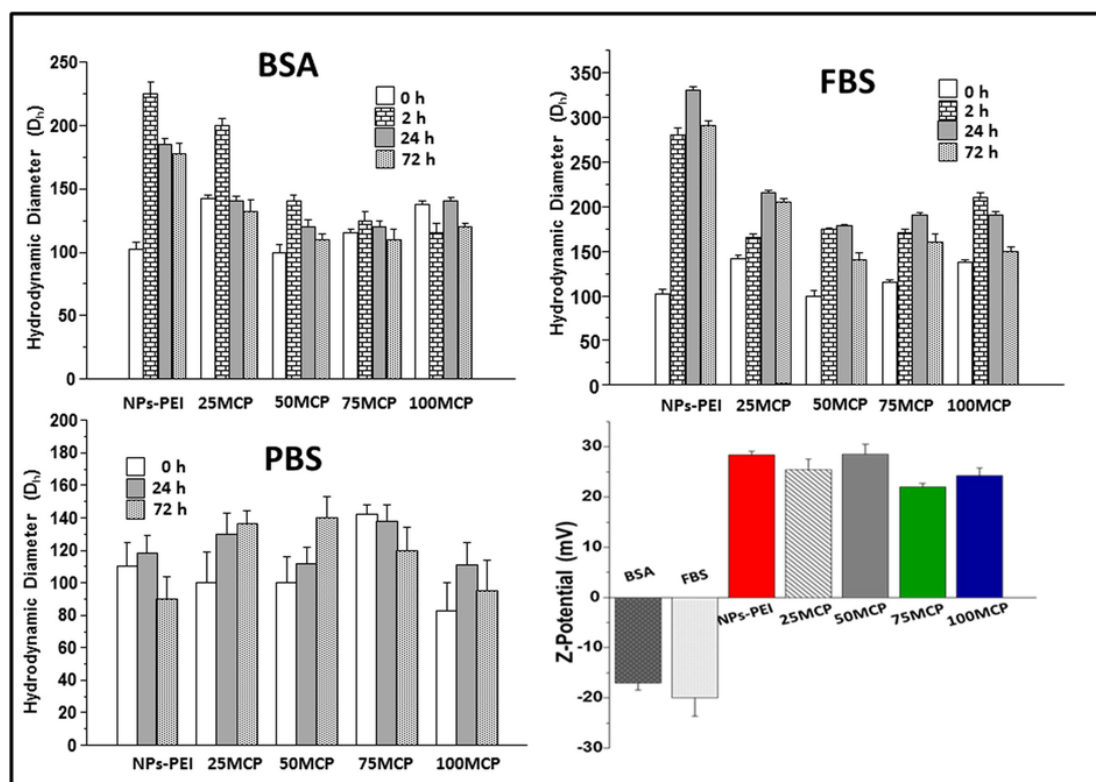 BSA
Hydrodynamic Diameter (Dh)
250
200
150
100
50
0
0 h
2 h
24 h
72 h
NPs-PEI 25MCP 50MCP 75MCP 100MCP
FBS
Hydrodynamic Diameter (Dh)
350
300
250
200
150
100
50
0
0 h
2 h
24 h
72 h
NPs-PEI 25MCP 50MCP 75MCP 100MCP
PBS
Hydrodynamic Diameter (Dh)
200
180
160
140
120
100
80
60
40
20
0
0 h
24 h
72 h
NPs-PEI 25MCP 50MCP 75MCP 100MCP
Z-Potential (mV)
30
20
10
0
-10
-20
-30
BSA FBS
NPs-PEI 25MCP 50MCP 75MCP 100MCP